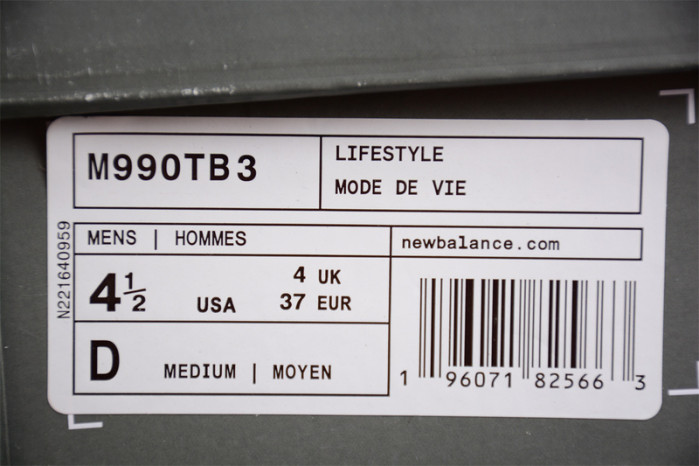 M990TB3
LIFESTYLE
MODE DE VIE
N221640959
MENS | HOMMES
newbalance.com
4½ USA
4 UK
37 EUR
D MEDIUM | MOYEN
1 96071 82566 3